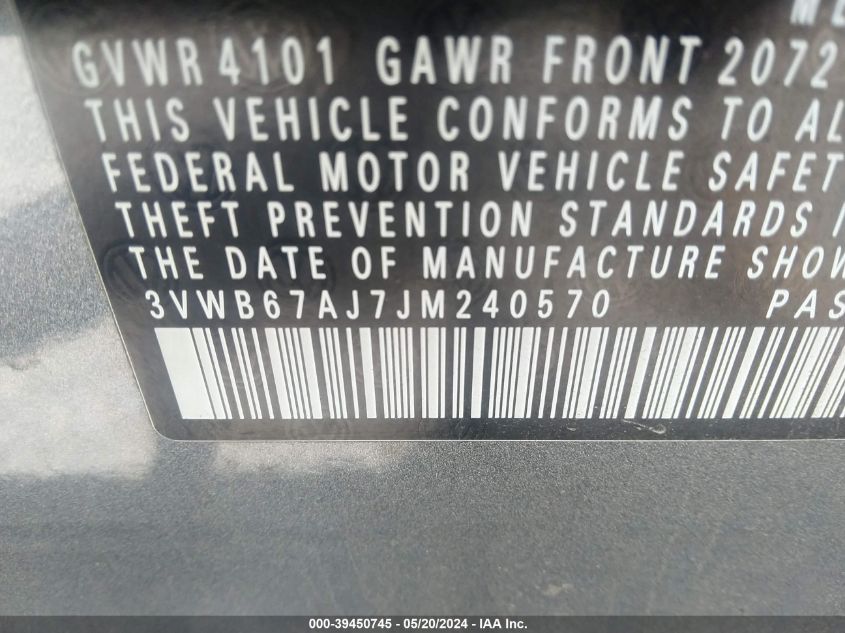 GVWR 4101 GAWR FRONT 2072
THIS VEHICLE CONFORMS TO AL
FEDERAL MOTOR VEHICLE SAFET
THEFT PREVENTION STANDARDS I
THE DATE OF MANUFACTURE SHOW
3VWB67AJ7JM240570 PAS
000-39450745 — 05/20/2024 — IAA Inc.